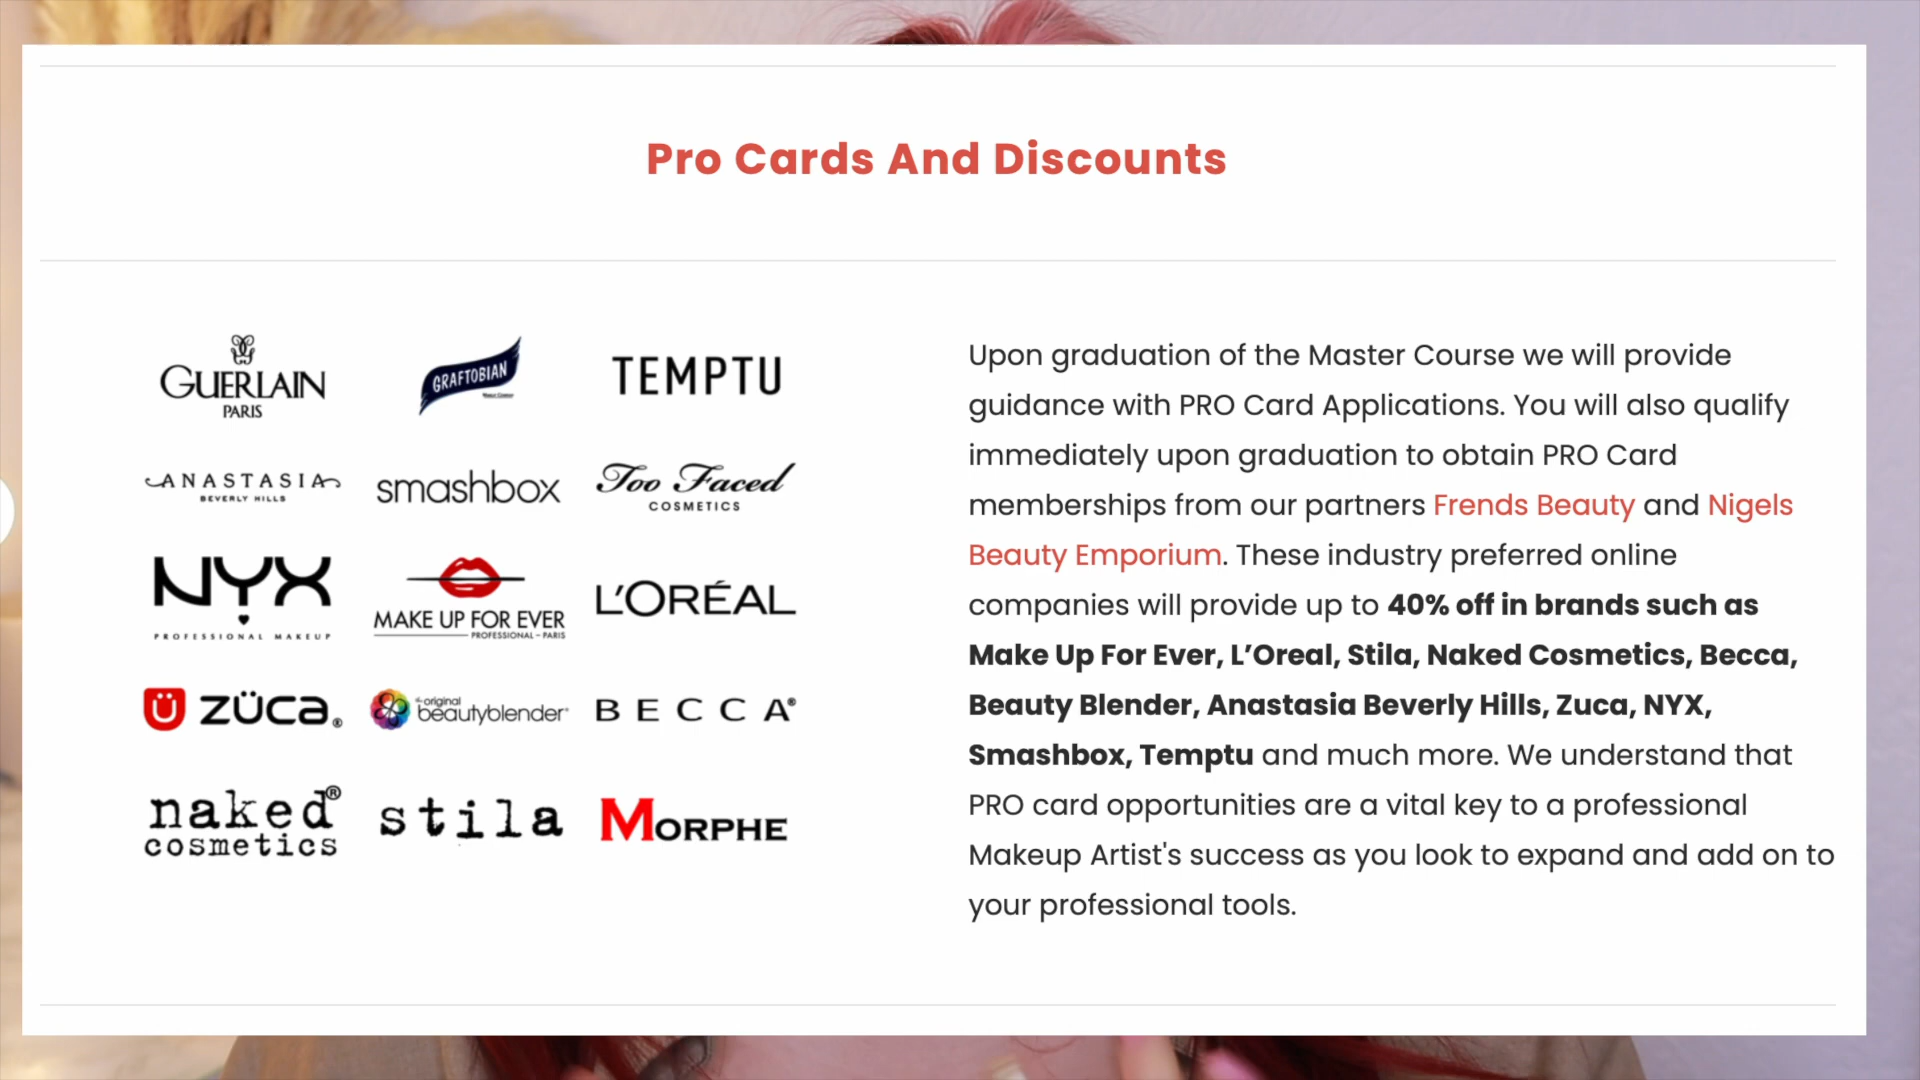 Pro Cards And Discounts
GUERLAIN
PARIS
GRAFTOBIAN
TEMPTU
ANASTASIA
BEVERLY HILLS
smashbox
Too Faced
COSMETICS
NYX
PROFESSIONAL MAKEUP
MAKE UP FOR EVER
PROFESSIONAL – PARIS
L'ORÉAL
Ü ZÜCA®
the original
beautyblender®
BECCA®
naked®
cosmetics
stila
MORPHE
Upon graduation of the Master Course we will provide
guidance with PRO Card Applications. You will also qualify
immediately upon graduation to obtain PRO Card
memberships from our partners Frends Beauty and Nigels
Beauty Emporium. These industry preferred online
companies will provide up to 40% off in brands such as
Make Up For Ever, L’Oreal, Stila, Naked Cosmetics, Becca,
Beauty Blender, Anastasia Beverly Hills, Zuca, NYX,
Smashbox, Temptu and much more. We understand that
PRO card opportunities are a vital key to a professional
Makeup Artist's success as you look to expand and add on to
your professional tools.